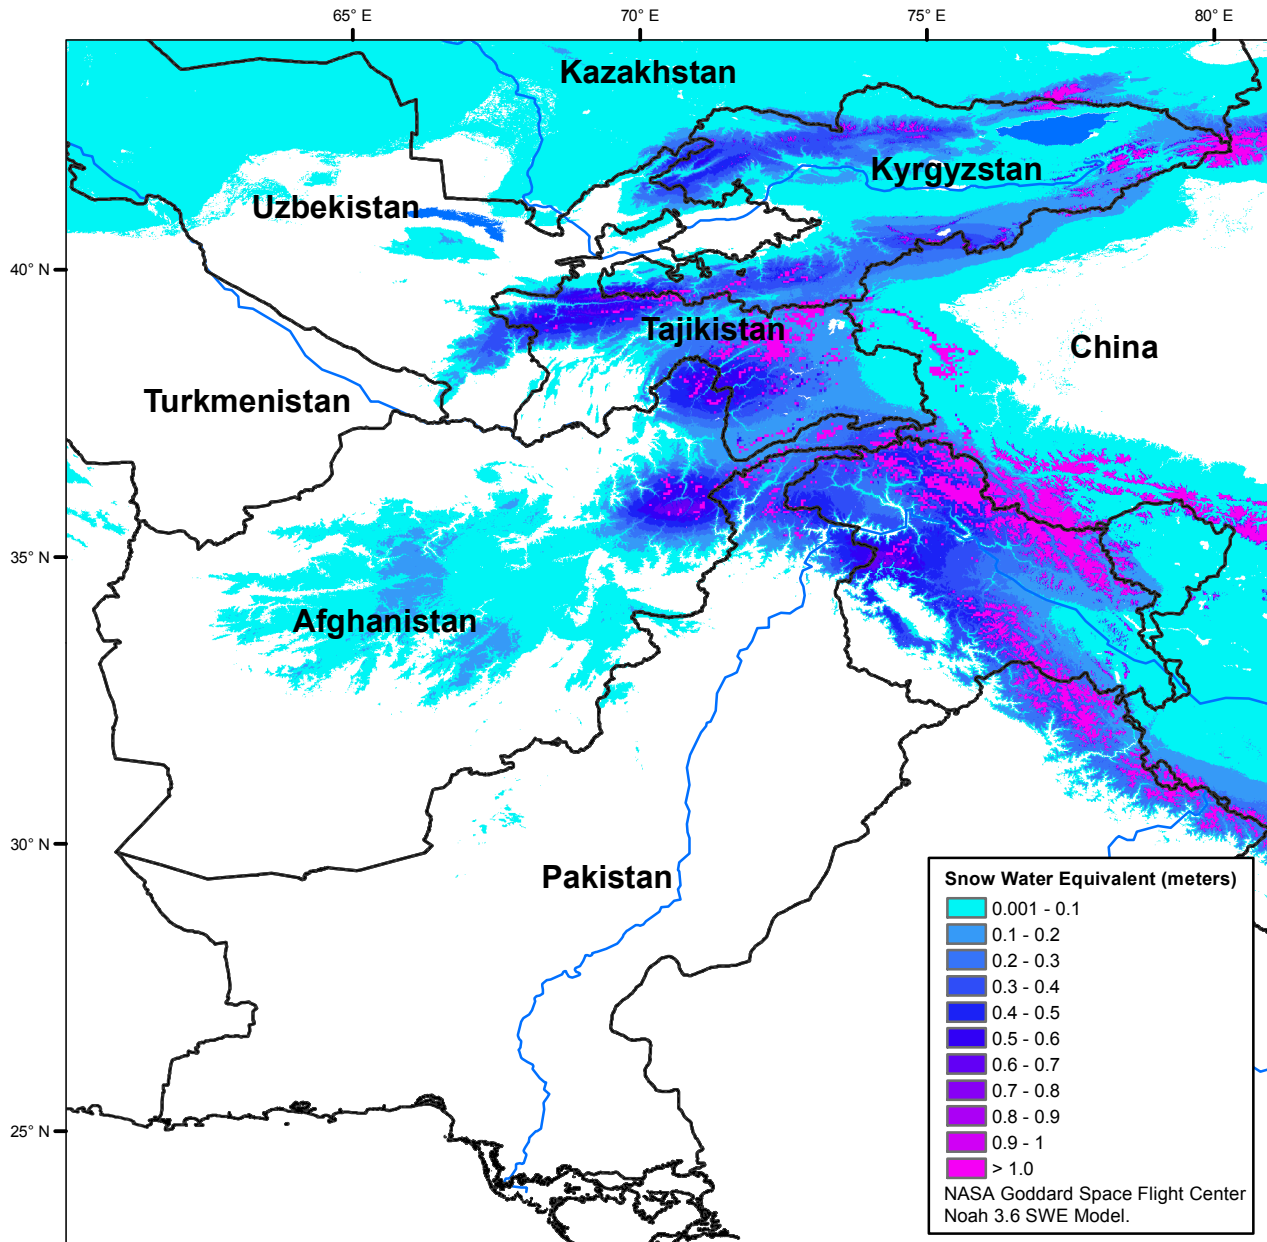 65° E
70° E
75° E
80° E
Kazakhstan
Kyrgyzstan
Uzbekistan
40° N
Tajikistan
China
Turkmenistan
35° N
Afghanistan
30° N
Pakistan
25° N
Snow Water Equivalent (meters)
0.001 - 0.1
0.1 - 0.2
0.2 - 0.3
0.3 - 0.4
0.4 - 0.5
0.5 - 0.6
0.6 - 0.7
0.7 - 0.8
0.8 - 0.9
0.9 - 1
> 1.0
NASA Goddard Space Flight Center
Noah 3.6 SWE Model.